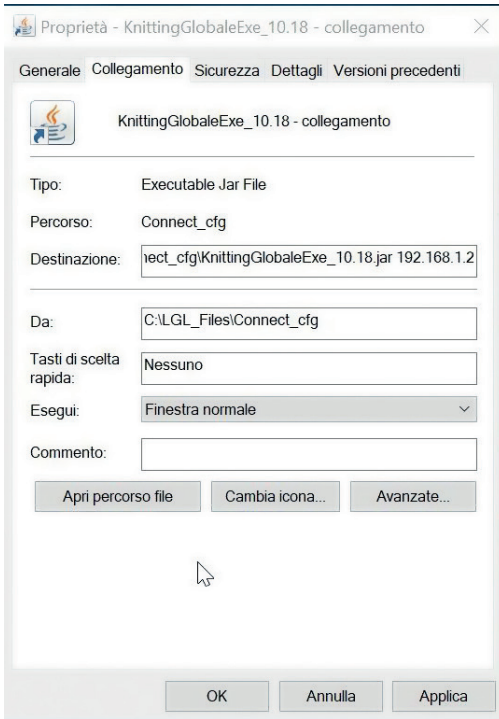 Proprietà - KnittingGlobaleExe_10.18 - collegamento
Generale Collegamento Sicurezza Dettagli Versioni precedenti
KnittingGlobaleExe_10.18 - collegamento
Tipo: Executable Jar File
Percorso: Connect_cfg
Destinazione: nect_cfg\KnittingGlobaleExe_10.18.jar 192.168.1.2
Da: C:\LGL_Files\Connect_cfg
Tasti di scelta rapida: Nessuno
Esegui: Finestra normale
Commento:
Apri percorso file Cambia icona... Avanzate...
OK Annulla Applica